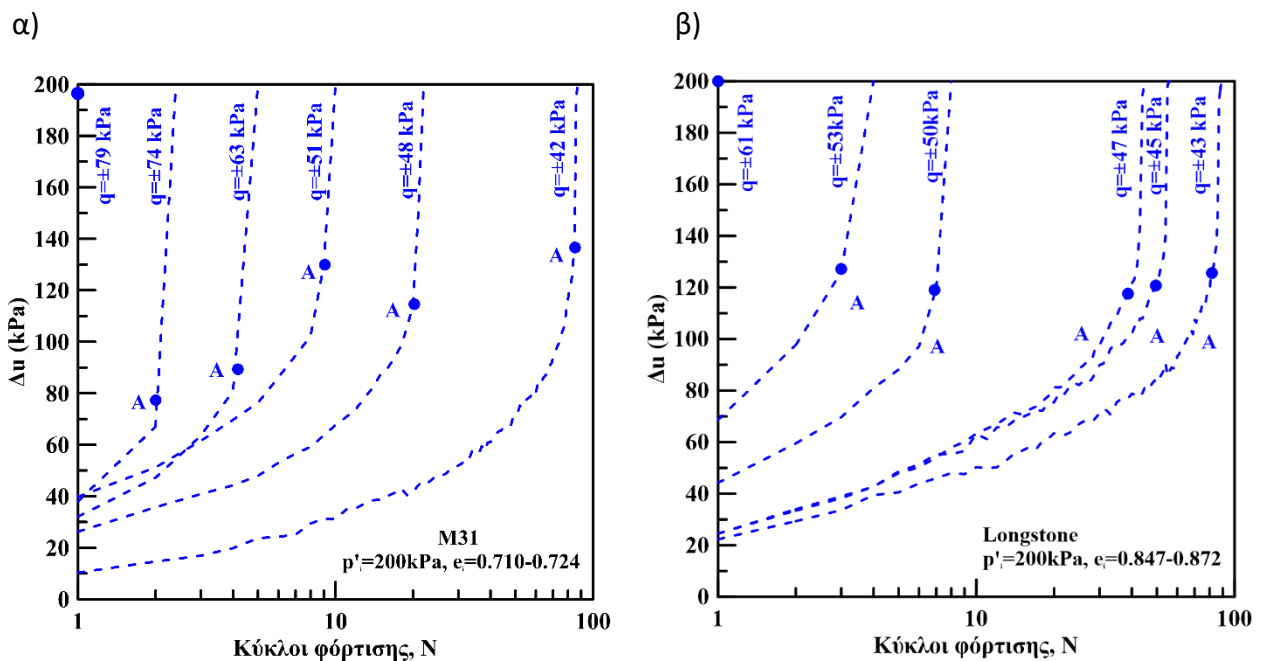 α)
200
180
160
140
120
100
80
60
40
20
0
Δu (kPa)
q=±79 kPa
q=±74 kPa
q=±63 kPa
q=±51 kPa
q=±48 kPa
q=±42 kPa
A
A
A
A
A
M31
p'i=200kPa, ei=0.710-0.724
1
10
100
Κύκλοι φόρτισης, N
β)
200
180
160
140
120
100
80
60
40
20
0
Δu (kPa)
q=±61 kPa
q=±53kPa
q=±50kPa
q=±47 kPa
q=±45 kPa
q=±43 kPa
A
A
A
A
A
Longstone
p'i=200kPa, ei=0.847-0.872
1
10
100
Κύκλοι φόρτισης, N